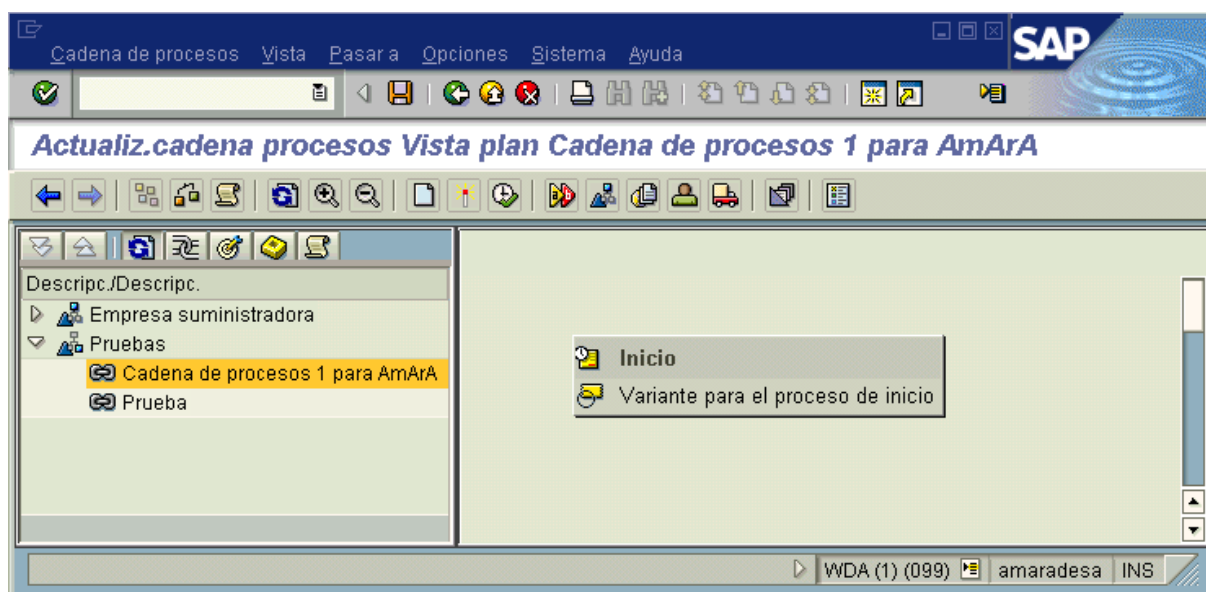 Cadena de procesos Vista Pasar a Opciones Sistema Ayuda
SAP
Actualiz.cadena procesos Vista plan Cadena de procesos 1 para AmArA
Descripc./Descripc.
Empresa suministradora
Pruebas
Cadena de procesos 1 para AmArA
Prueba
Inicio
Variante para el proceso de inicio
WDA (1) (099) amaradesa INS